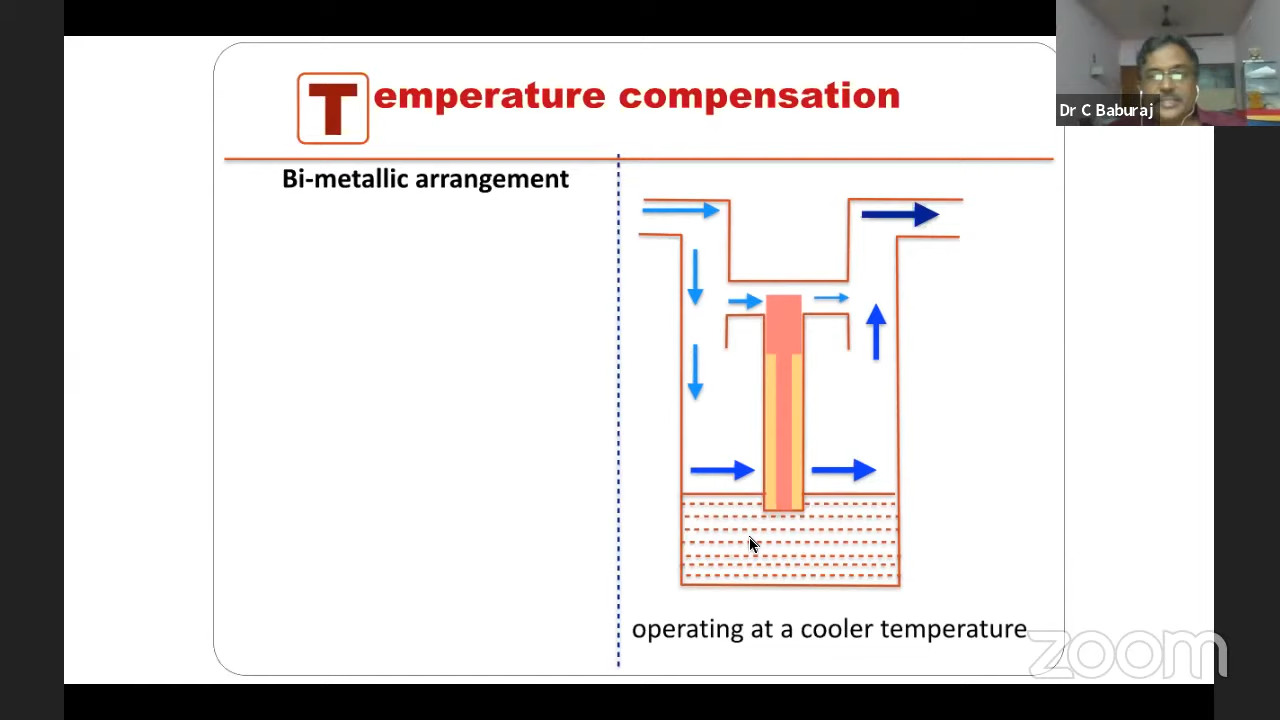 Temperature compensation
Dr C Baburaj
Bi-metallic arrangement
operating at a cooler temperature
zoom